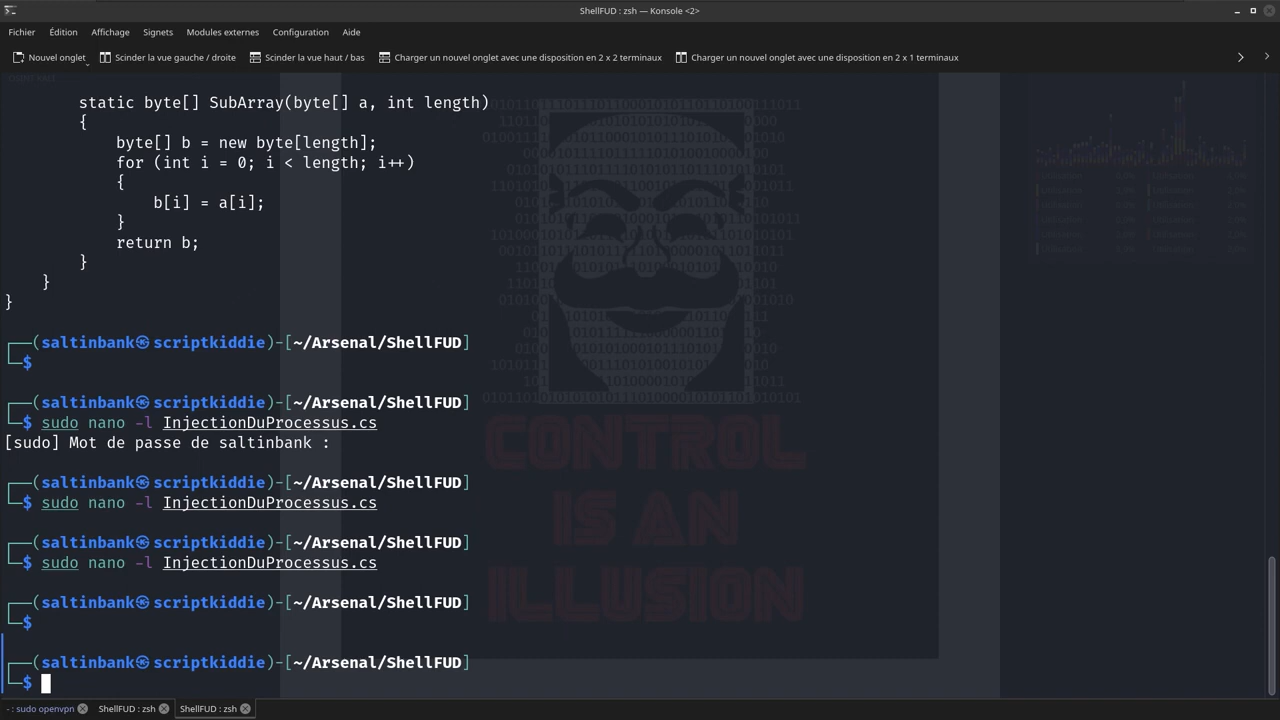 ShellFUD : zsh — Konsole <2>
Fichier Édition Affichage Signets Modules externes Configuration Aide
Nouvel onglet Scinder la vue gauche / droite Scinder la vue haut / bas Charger un nouvel onglet avec une disposition en 2 x 2 terminaux Charger un nouvel onglet avec une disposition en 2 x 1 terminaux
static byte[] SubArray(byte[] a, int length)
{
byte[] b = new byte[length];
for (int i = 0; i < length; i++)
{
b[i] = a[i];
}
return b;
}
}
}
┌──(saltinbank㉿scriptkiddie)-[~/Arsenal/ShellFUD]
└─$
┌──(saltinbank㉿scriptkiddie)-[~/Arsenal/ShellFUD]
└─$ sudo nano -l InjectionDuProcessus.cs
[sudo] Mot de passe de saltinbank :
┌──(saltinbank㉿scriptkiddie)-[~/Arsenal/ShellFUD]
└─$ sudo nano -l InjectionDuProcessus.cs
┌──(saltinbank㉿scriptkiddie)-[~/Arsenal/ShellFUD]
└─$ sudo nano -l InjectionDuProcessus.cs
┌──(saltinbank㉿scriptkiddie)-[~/Arsenal/ShellFUD]
└─$
┌──(saltinbank㉿scriptkiddie)-[~/Arsenal/ShellFUD]
└─$
CONTROL
IS AN
ILLUSION
- : sudo openvpn ShellFUD : zsh ShellFUD : zsh